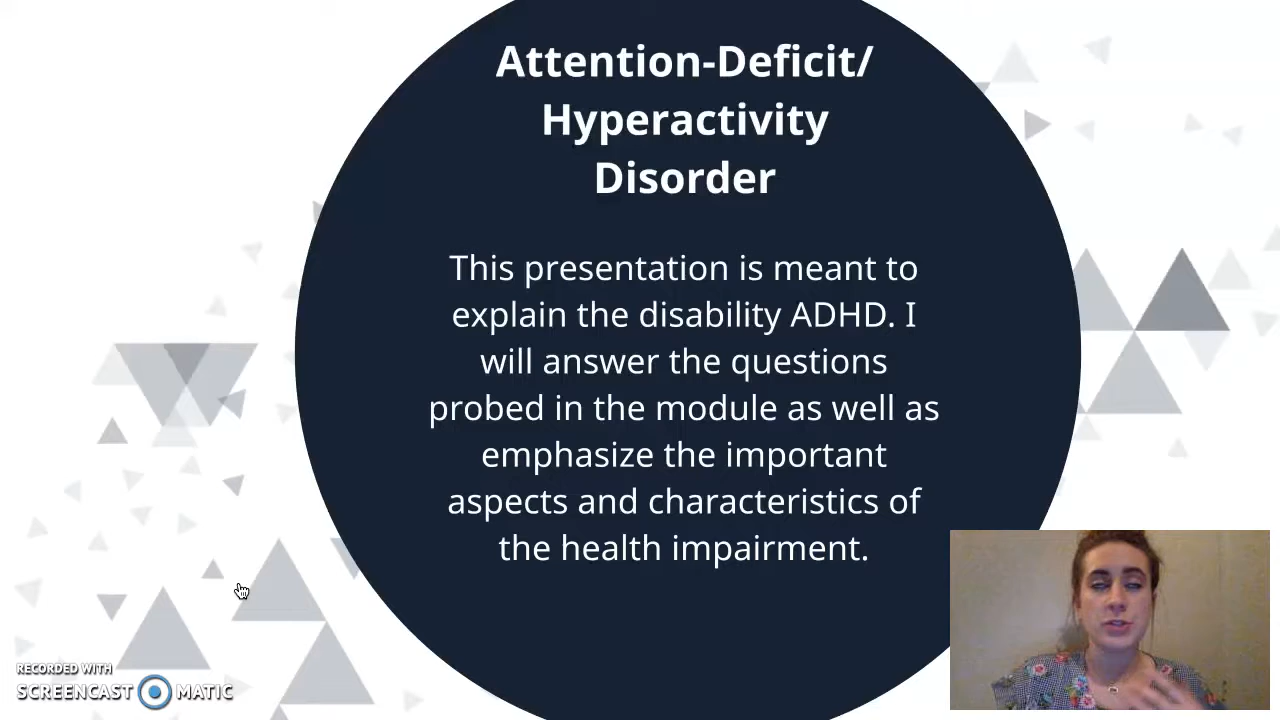 Attention-Deficit/
Hyperactivity
Disorder
This presentation is meant to
explain the disability ADHD. I
will answer the questions
probed in the module as well as
emphasize the important
aspects and characteristics of
the health impairment.
RECORDED WITH
SCREENCAST MATIC